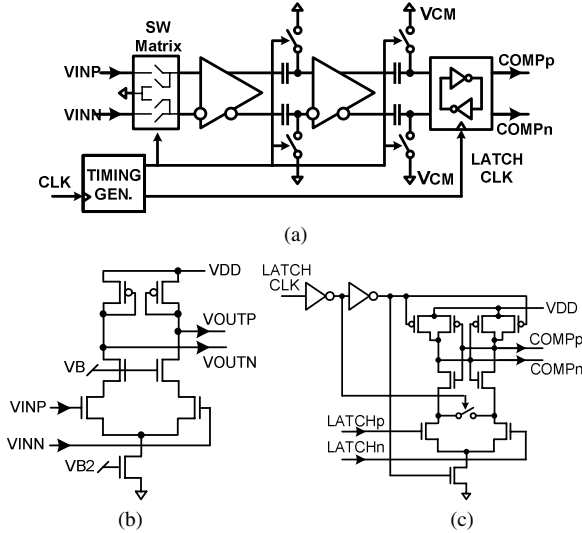 SW
Matrix
VCM
VINP
VINN
COMPp
COMPn
VCM
LATCH
CLK
CLK
TIMING
GEN.
(a)
VDD
VOUTP
VOUTN
VB
VINP
VINN
VB2
(b)
LATCH
CLK
VDD
COMPp
COMPn
LATCHp
LATCHn
(c)